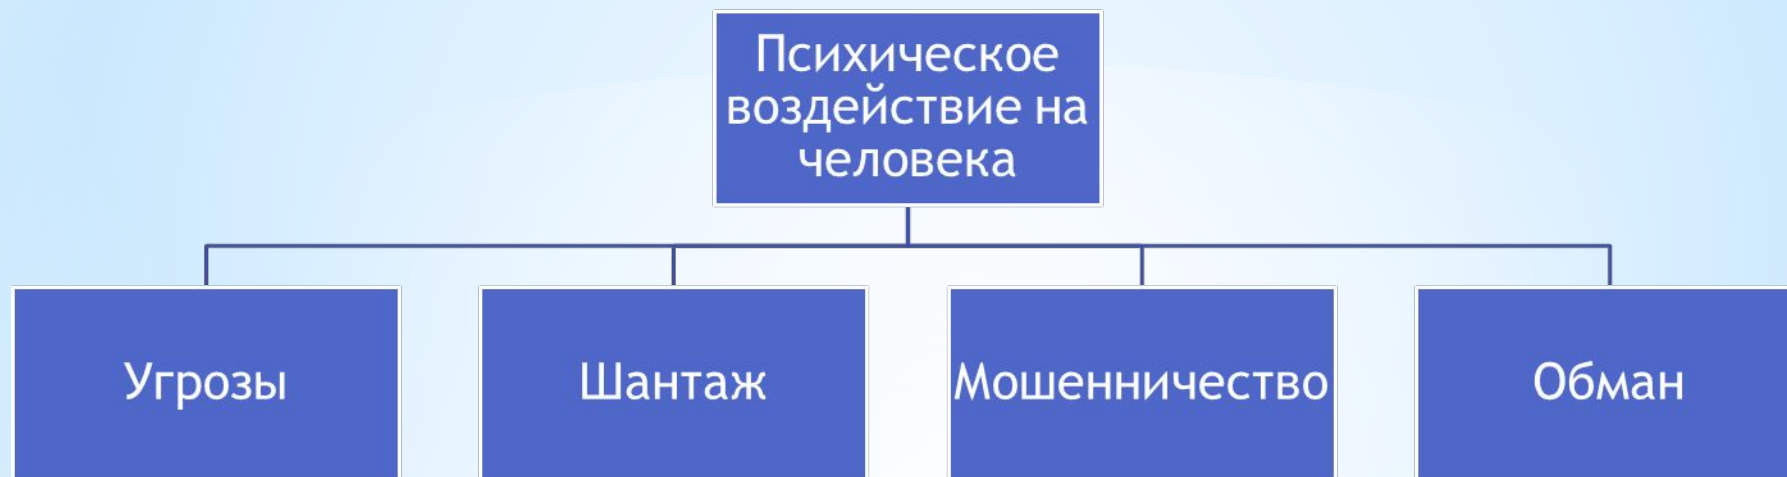 Психическое
воздействие на
человека
Угрозы
Шантаж
Мошенничество
Обман